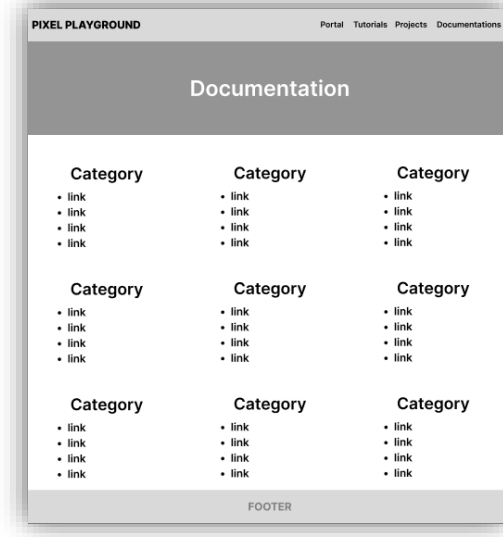 PIXEL PLAYGROUND Portal Tutorials Projects Documentations
Documentation
Category Category Category
• link • link • link
• link • link • link
• link • link • link
• link • link • link
Category Category Category
• link • link • link
• link • link • link
• link • link • link
• link • link • link
Category Category Category
• link • link • link
• link • link • link
• link • link • link
• link • link • link
FOOTER